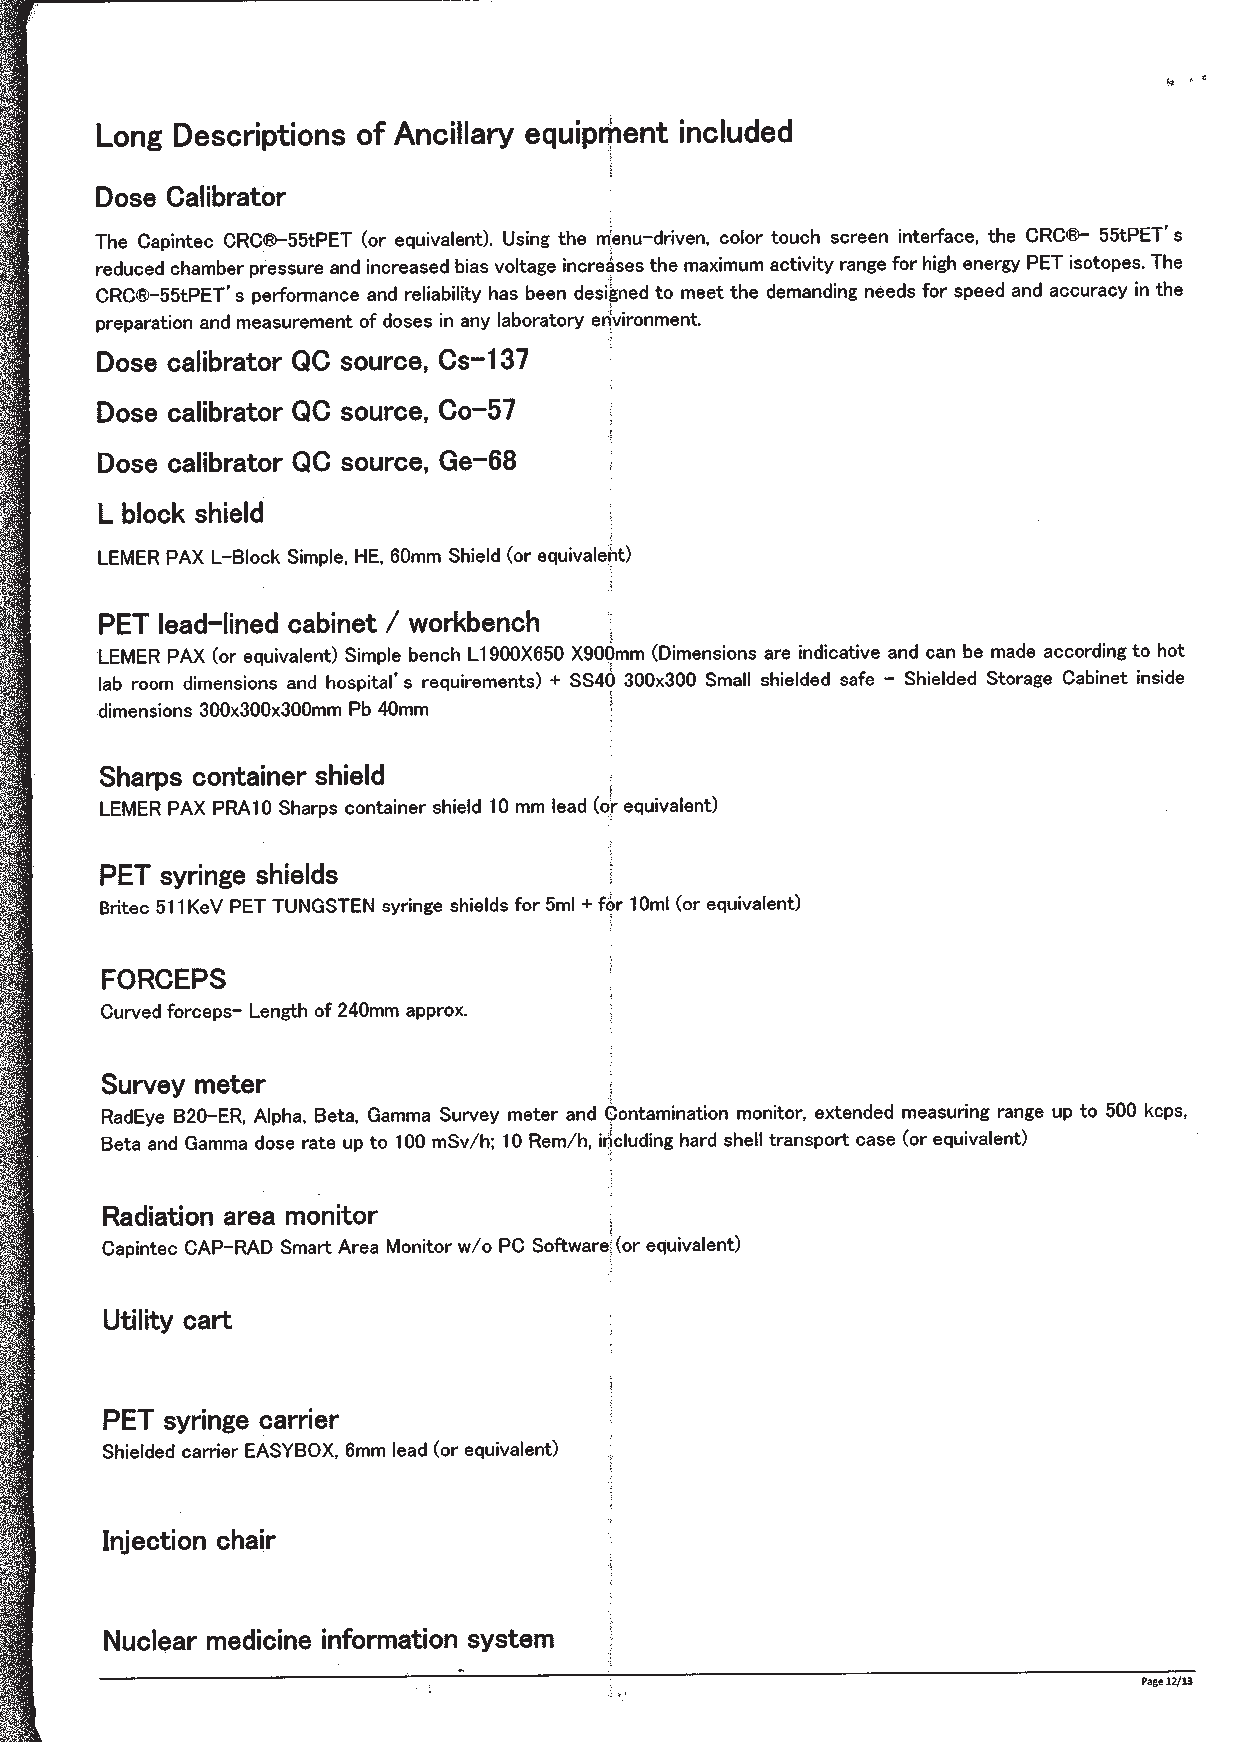 Long Descriptions of Ancillary equipment included
Dose Calibrator
The Capintec CRC®-55tPET (or equivalent). Using the menu-driven, color touch screen interface, the CRC®- 55tPET's
reduced chamber pressure and increased bias voltage increases the maximum activity range for high energy PET isotopes. The
CRC®-55tPET's performance and reliability has been designed to meet the demanding needs for speed and accuracy in the
preparation and measurement of doses in any laboratory environment.
Dose calibrator QC source, Cs-137
Dose calibrator QC source, Co-57
Dose calibrator QC source, Ge-68
L block shield
LEMER PAX L-Block Simple, HE, 60mm Shield (or equivalent)
PET lead-lined cabinet / workbench
LEMER PAX (or equivalent) Simple bench L1900X650 X900mm (Dimensions are indicative and can be made according to hot
lab room dimensions and hospital's requirements) + SS40 300x300 Small shielded safe - Shielded Storage Cabinet inside
dimensions 300x300x300mm Pb 40mm
Sharps container shield
LEMER PAX PRA10 Sharps container shield 10 mm lead (or equivalent)
PET syringe shields
Britec 511KeV PET TUNGSTEN syringe shields for 5ml + for 10ml (or equivalent)
FORCEPS
Curved forceps- Length of 240mm approx.
Survey meter
RadEye B20-ER, Alpha, Beta, Gamma Survey meter and Contamination monitor, extended measuring range up to 500 kcps,
Beta and Gamma dose rate up to 100 mSv/h; 10 Rem/h, including hard shell transport case (or equivalent)
Radiation area monitor
Capintec CAP-RAD Smart Area Monitor w/o PC Software (or equivalent)
Utility cart
PET syringe carrier
Shielded carrier EASYBOX, 6mm lead (or equivalent)
Injection chair
Nuclear medicine information system
Page 12/13